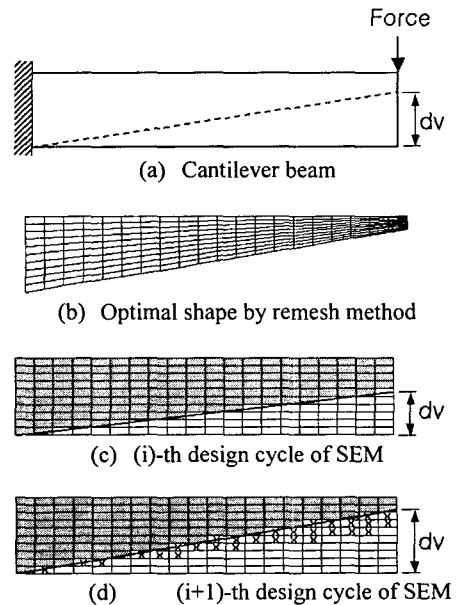 Force
dv
(a) Cantilever beam
(b) Optimal shape by remesh method
dv
(c) (i)-th design cycle of SEM
dv
(d) (i+1)-th design cycle of SEM